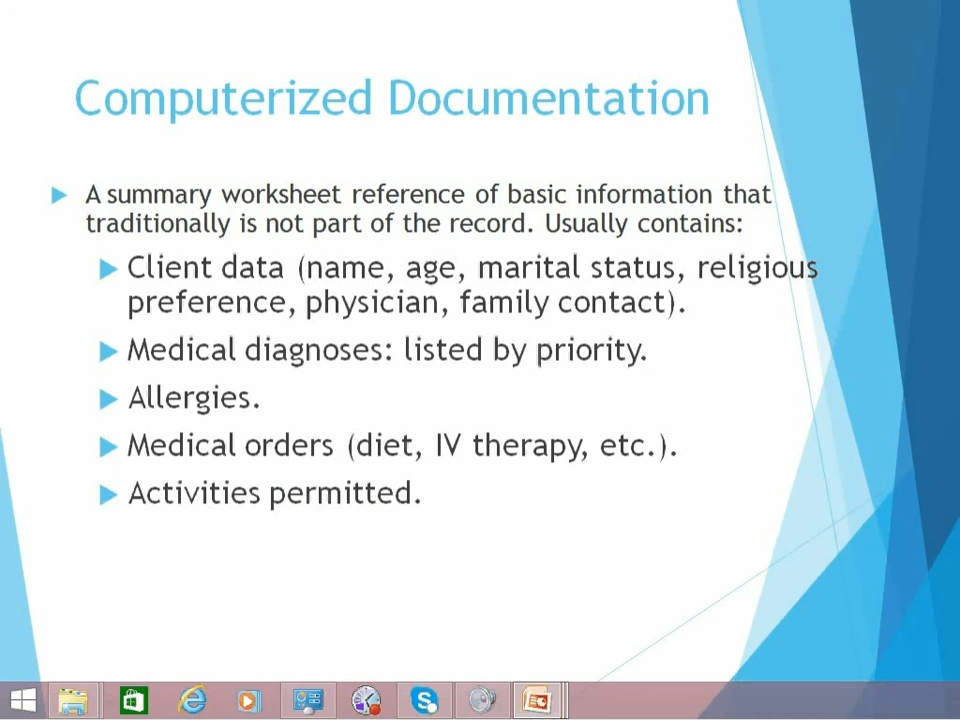 Computerized Documentation
A summary worksheet reference of basic information that
traditionally is not part of the record. Usually contains:
Client data (name, age, marital status, religious
preference, physician, family contact).
Medical diagnoses: listed by priority.
Allergies.
Medical orders (diet, IV therapy, etc.).
Activities permitted.